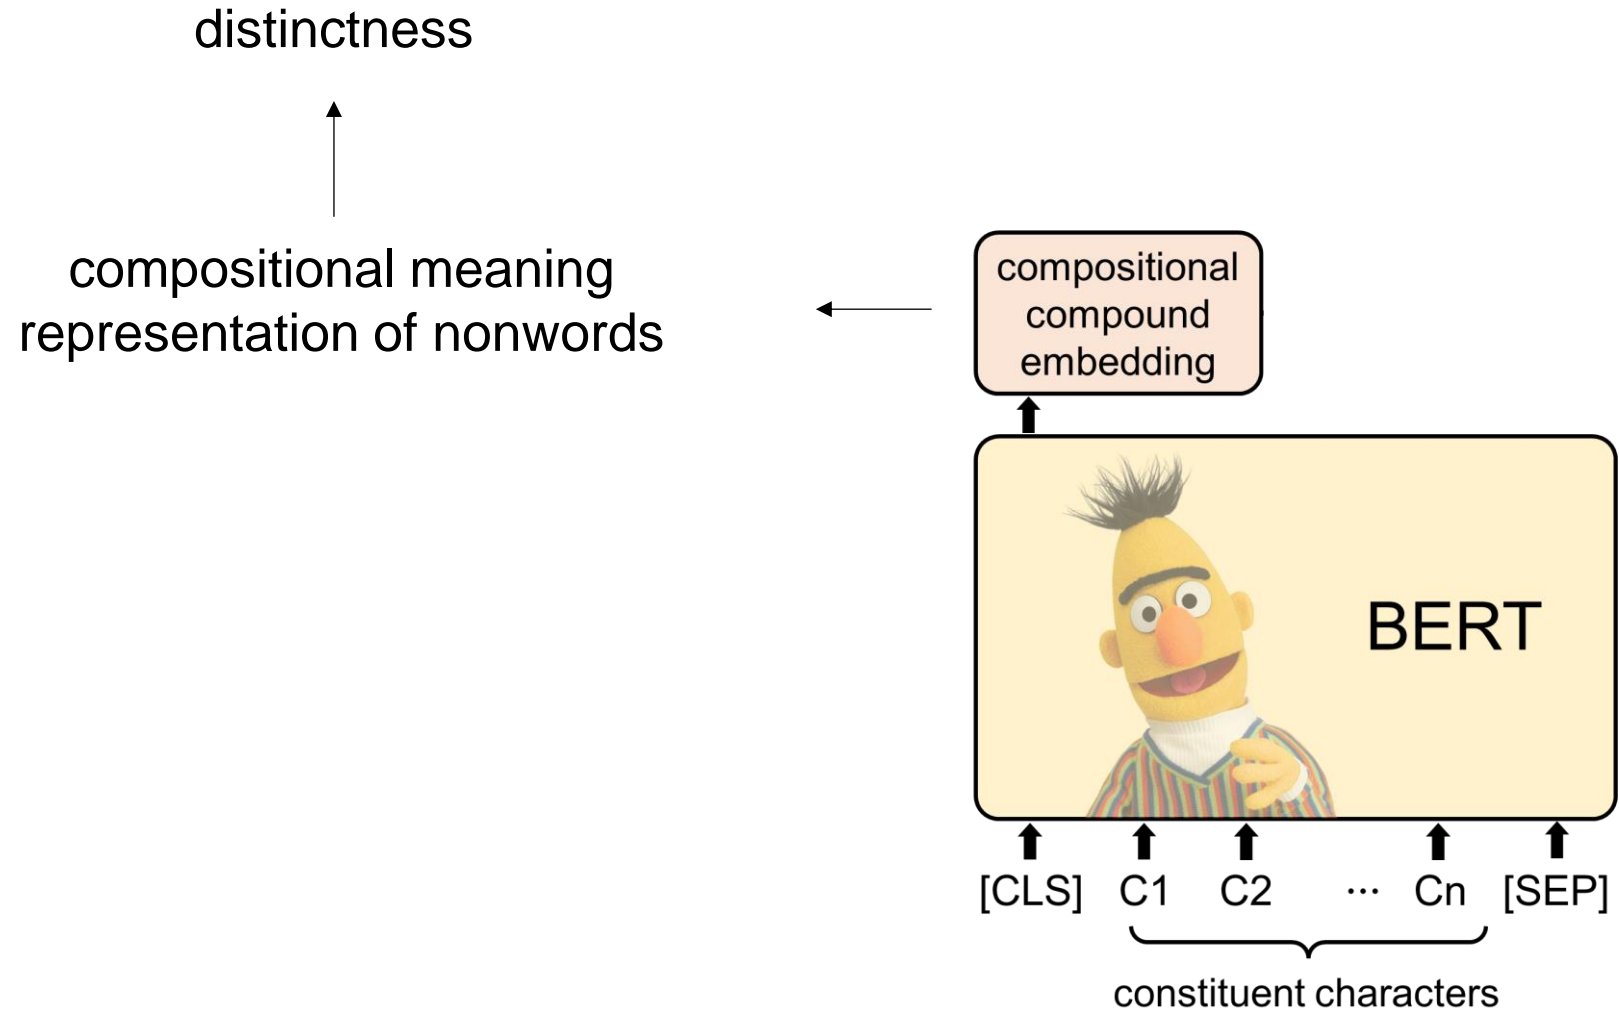 distinctness
compositional meaning
representation of nonwords
compositional
compound
embedding
BERT
[CLS] C1 C2 ... Cn [SEP]
constituent characters